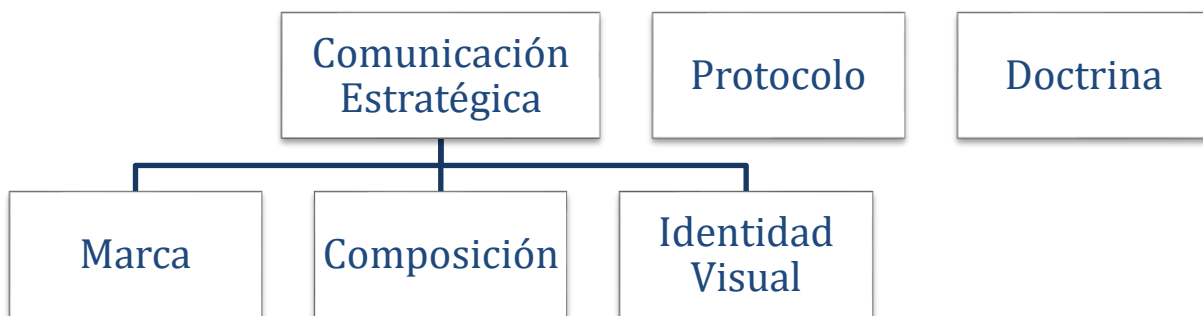 Comunicación
Estratégica
Protocolo
Doctrina
Marca
Composición
Identidad
Visual